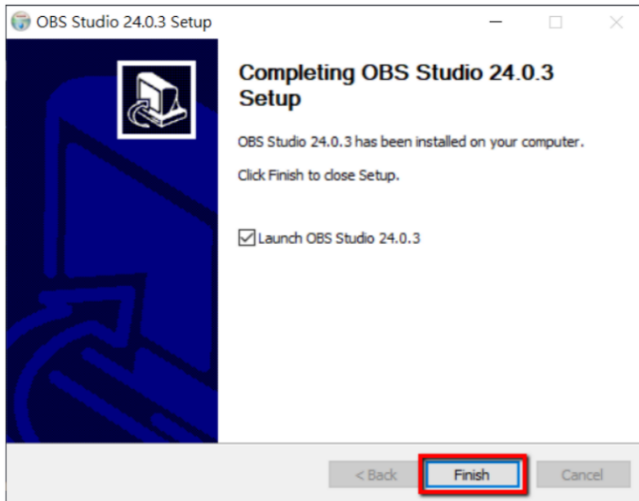 OBS Studio 24.0.3 Setup
Completing OBS Studio 24.0.3
Setup
OBS Studio 24.0.3 has been installed on your computer.
Click Finish to close Setup.
Launch OBS Studio 24.0.3
< Back Finish Cancel